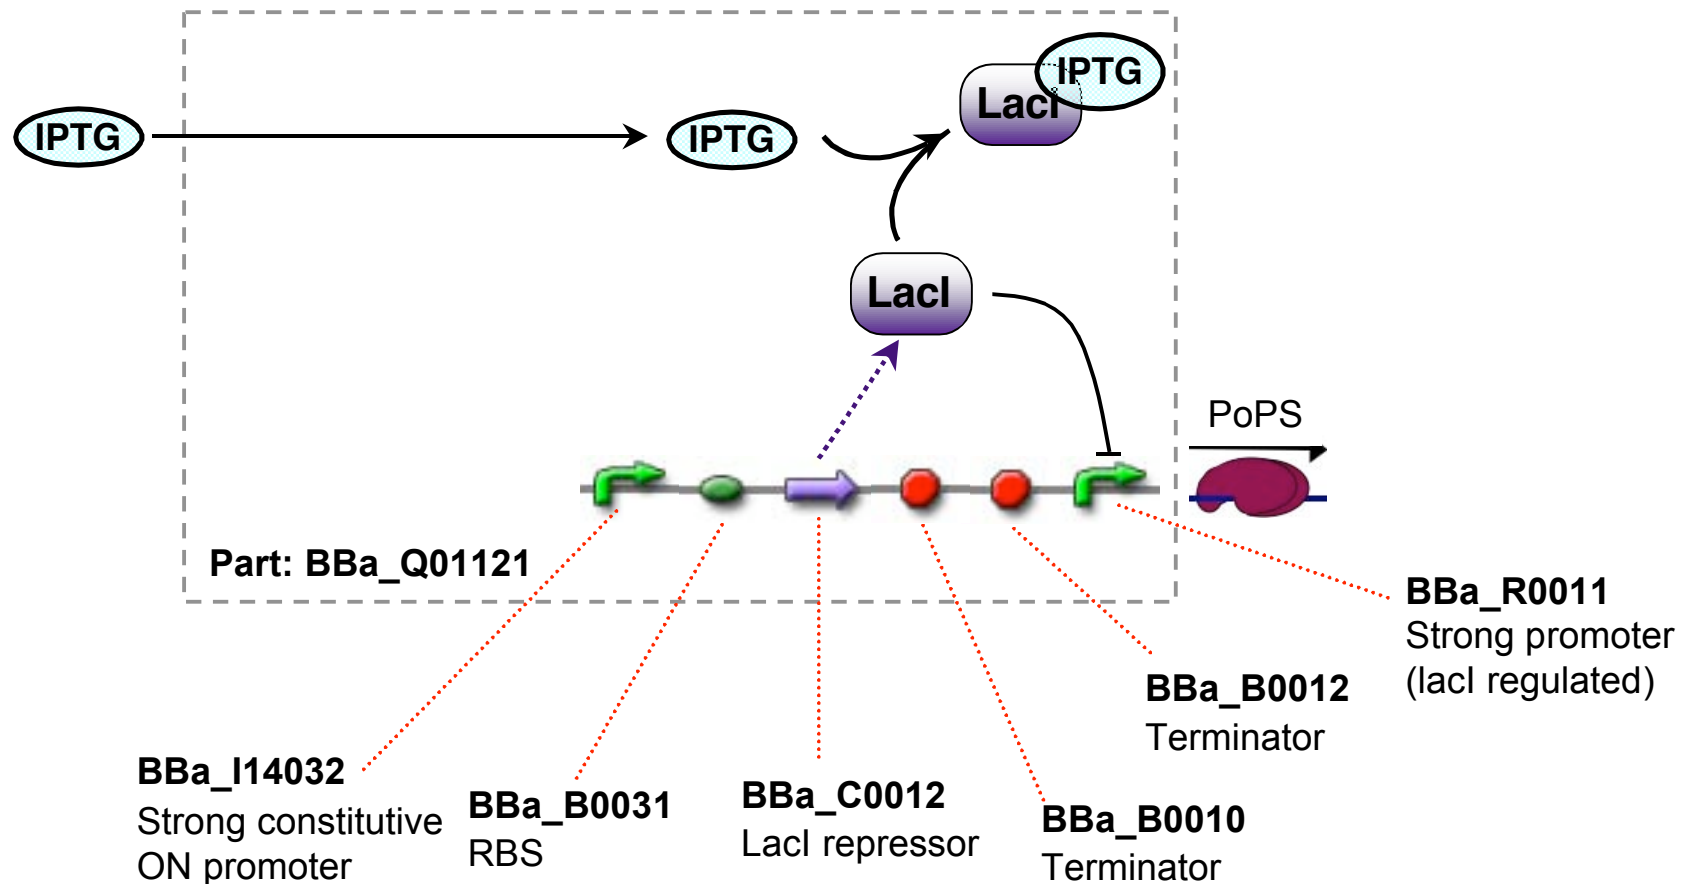 IPTG
IPTG
LacI
IPTG
LacI
PoPS
Part: BBa_Q01121
BBa_R0011
Strong promoter
(lacI regulated)
BBa_B0012
Terminator
BBa_I14032
Strong constitutive
ON promoter
BBa_B0031
RBS
BBa_C0012
LacI repressor
BBa_B0010
Terminator